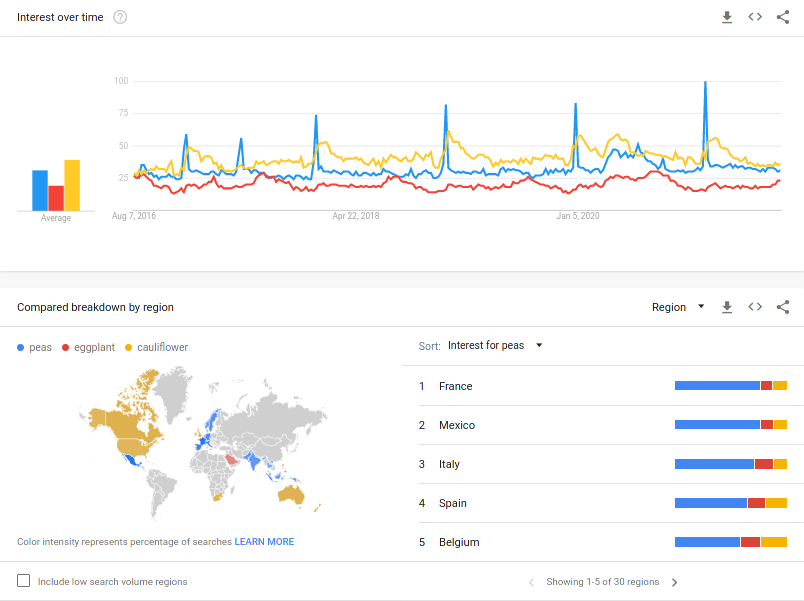 Interest over time ?
100
75
50
25
Average
Aug 7, 2016 Apr 22, 2018 Jan 5, 2020
Compared breakdown by region Region
peas eggplant cauliflower
Sort: Interest for peas
1 France
2 Mexico
3 Italy
4 Spain
5 Belgium
Color intensity represents percentage of searches LEARN MORE
Include low search volume regions
Showing 1-5 of 30 regions